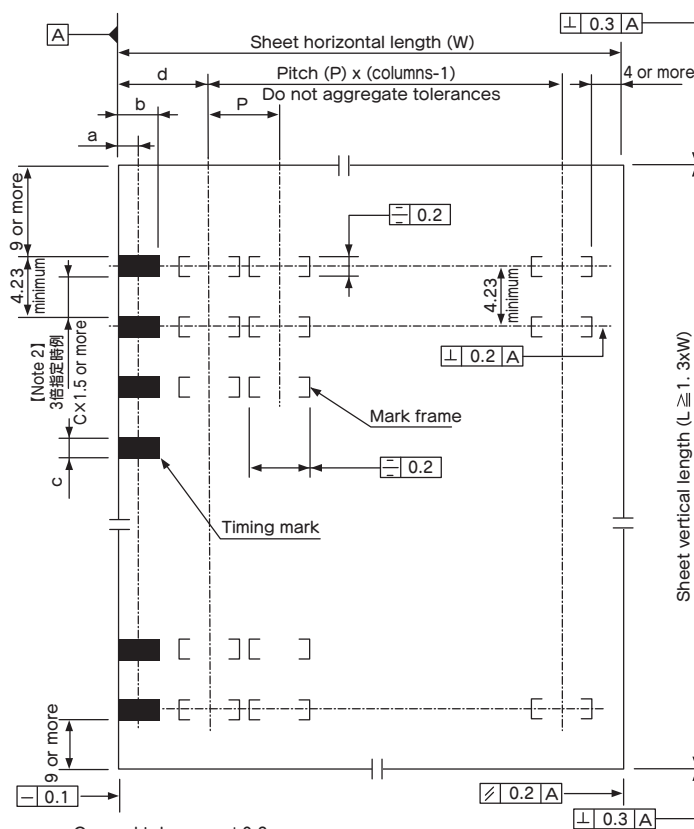 A
⊥ 0.3 A
Sheet horizontal length (W)
d
Pitch (P) x (columns-1)
4 or more
Do not aggregate tolerances
b
P
a
9 or more
0.2
4.23
minimum
4.23
minimum
【Note 2】
3倍指定時例
C×1.5 or more
⊥ 0.2 A
Mark frame
0.2
c
Timing mark
Sheet vertical length (L ≧ 1. 3xW)
9 or more
― 0.1
⫽ 0.2 A
⊥ 0.3 A